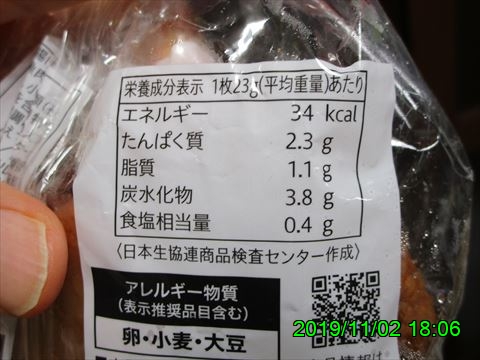 栄養成分表示 1枚23g(平均重量)あたり
エネルギー 34 kcal
たんぱく質 2.3 g
脂質 1.1 g
炭水化物 3.8 g
食塩相当量 0.4 g
〈日本生協連商品検査センター作成〉
アレルギー物質
(表示推奨品目含む)
卵・小麦・大豆
2019/11/02 18:06